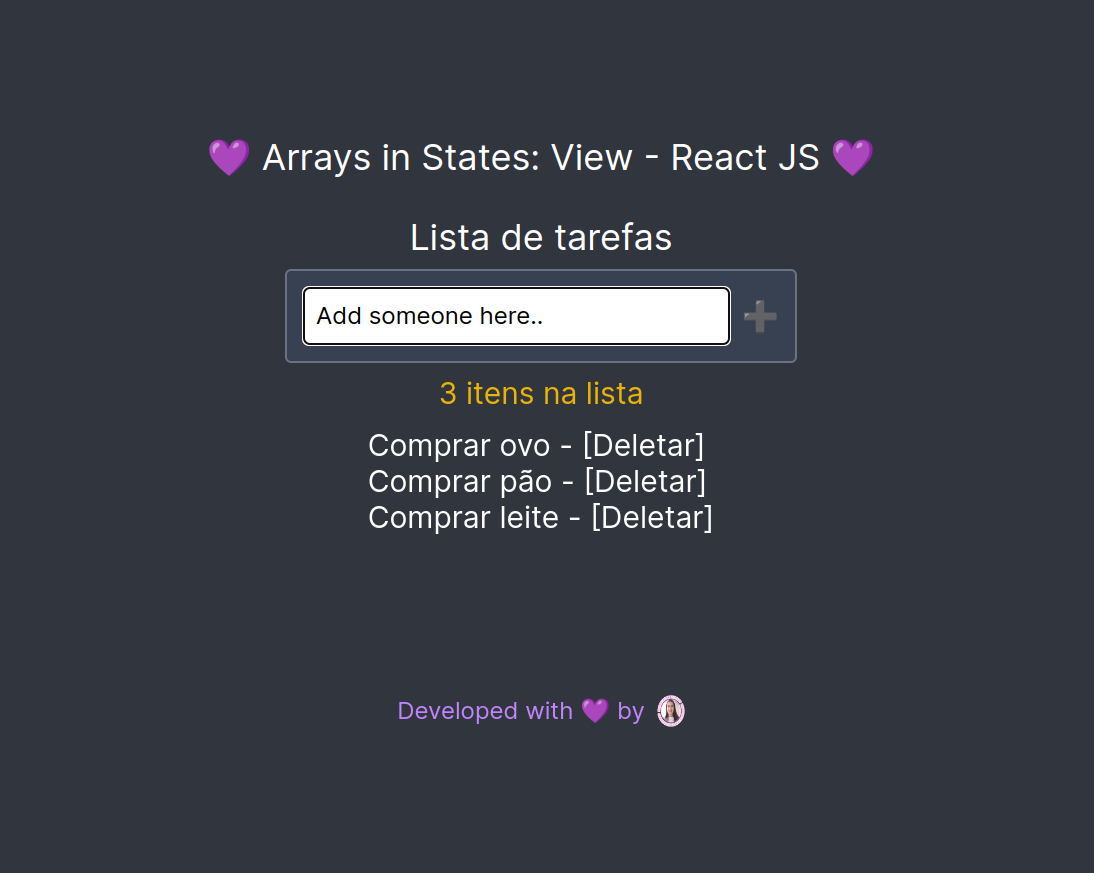 💜 Arrays in States: View - React JS 💜
Lista de tarefas
Add someone here.. ➕
3 itens na lista
Comprar ovo - [Deletar]
Comprar pão - [Deletar]
Comprar leite - [Deletar]
Developed with 💜 by